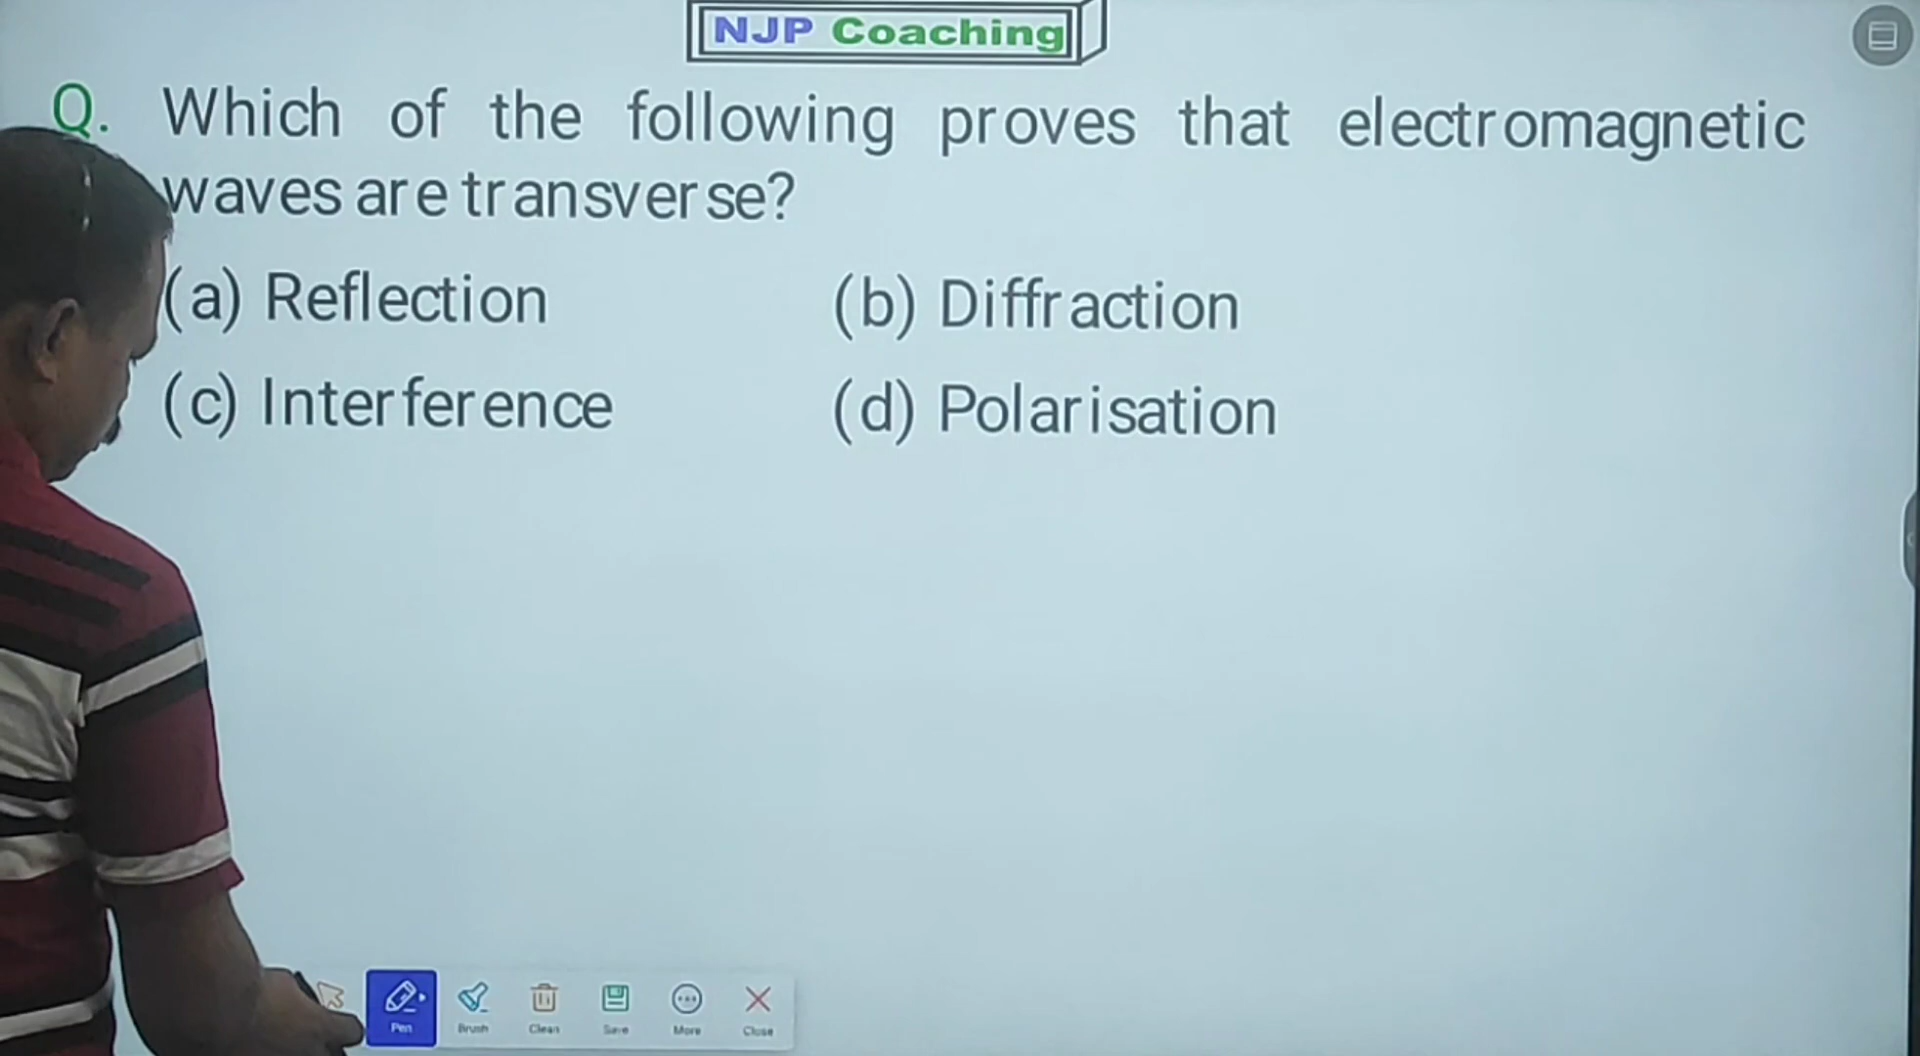 NJP Coaching
Q. Which of the following proves that electromagnetic
waves are transverse?
(a) Reflection (b) Diffraction
(c) Interference (d) Polarisation
Pen Brush Clean Save More Close